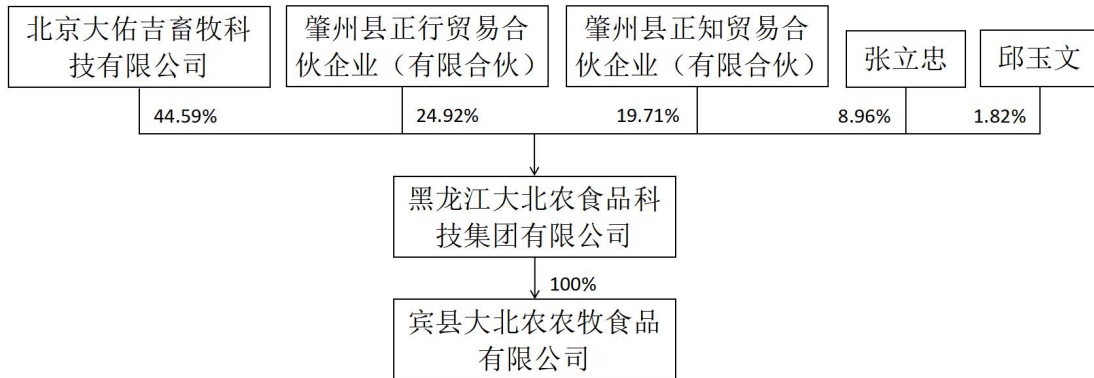 北京大佑吉畜牧科
技有限公司
肇州县正行贸易合
伙企业（有限合伙）
肇州县正知贸易合
伙企业（有限合伙）
张立忠
邱玉文
44.59%
24.92%
19.71%
8.96%
1.82%
黑龙江大北农食品科
技集团有限公司
100%
宾县大北农农牧食品
有限公司